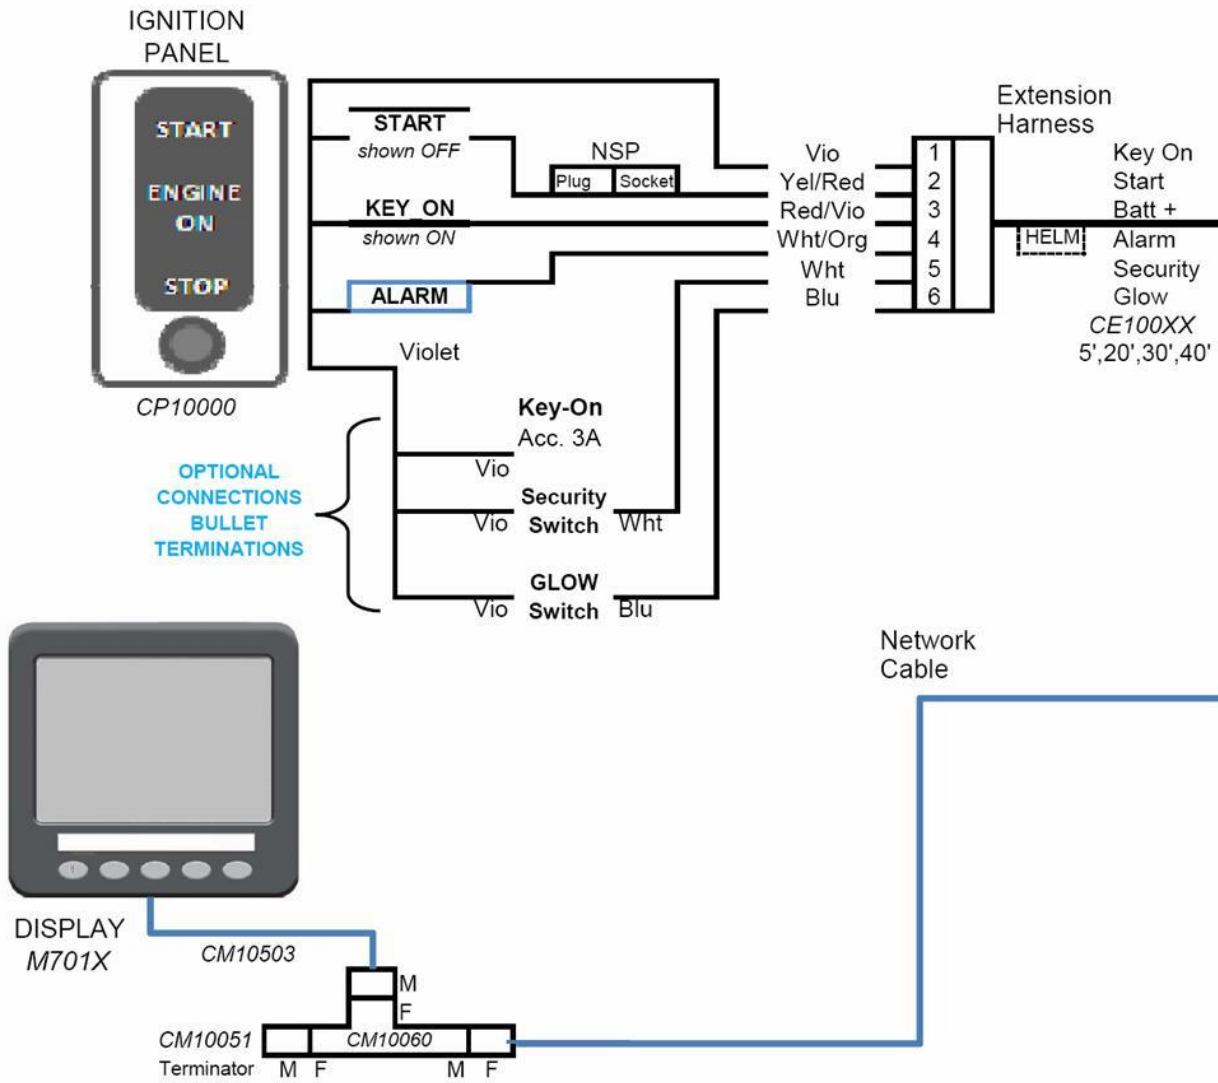 IGNITION
PANEL
START
ENGINE
ON
STOP
CP10000
START
shown OFF
NSP
Plug Socket
KEY_ON
shown ON
ALARM
Violet
Vio
Yel/Red
Red/Vio
Wht/Org
Wht
Blu
1
2
3
4
5
6
Extension
Harness
HELM
Key On
Start
Batt +
Alarm
Security
Glow
CE100XX
5',20',30',40'
OPTIONAL
CONNECTIONS
BULLET
TERMINATIONS
Key-On
Acc. 3A
Vio
Security
Vio Switch Wht
GLOW
Vio Switch Blu
Network
Cable
DISPLAY
M701X
CM10503
M
F
CM10051 CM10060
Terminator M F M F